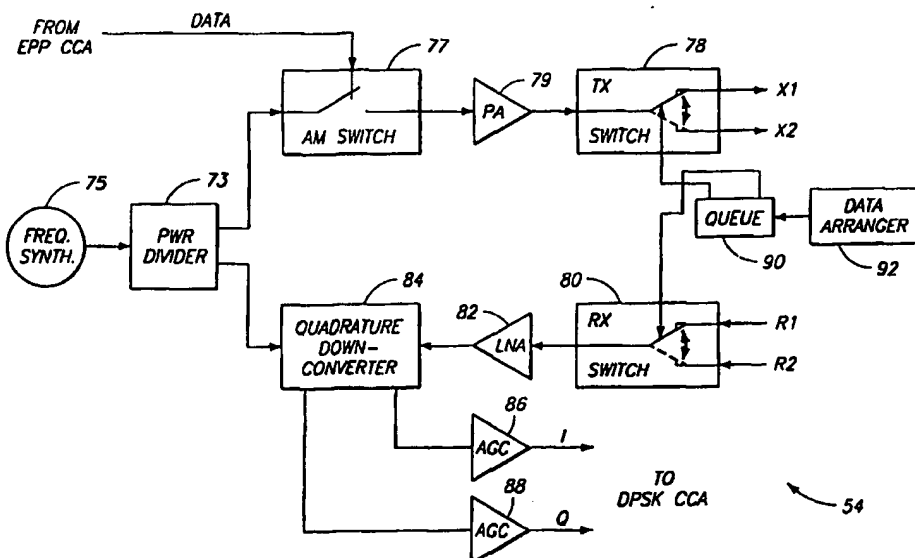 FROM
EPP CCA
DATA
77
AM SWITCH
79
PA
78
TX
SWITCH
X1
X2
75
FREQ.
SYNTH.
73
PWR
DIVIDER
QUEUE
90
DATA
ARRANGER
92
84
QUADRATURE
DOWN-
CONVERTER
82
LNA
80
RX
SWITCH
R1
R2
86
AGC
I
88
AGC
Q
TO
DPSK CCA
54